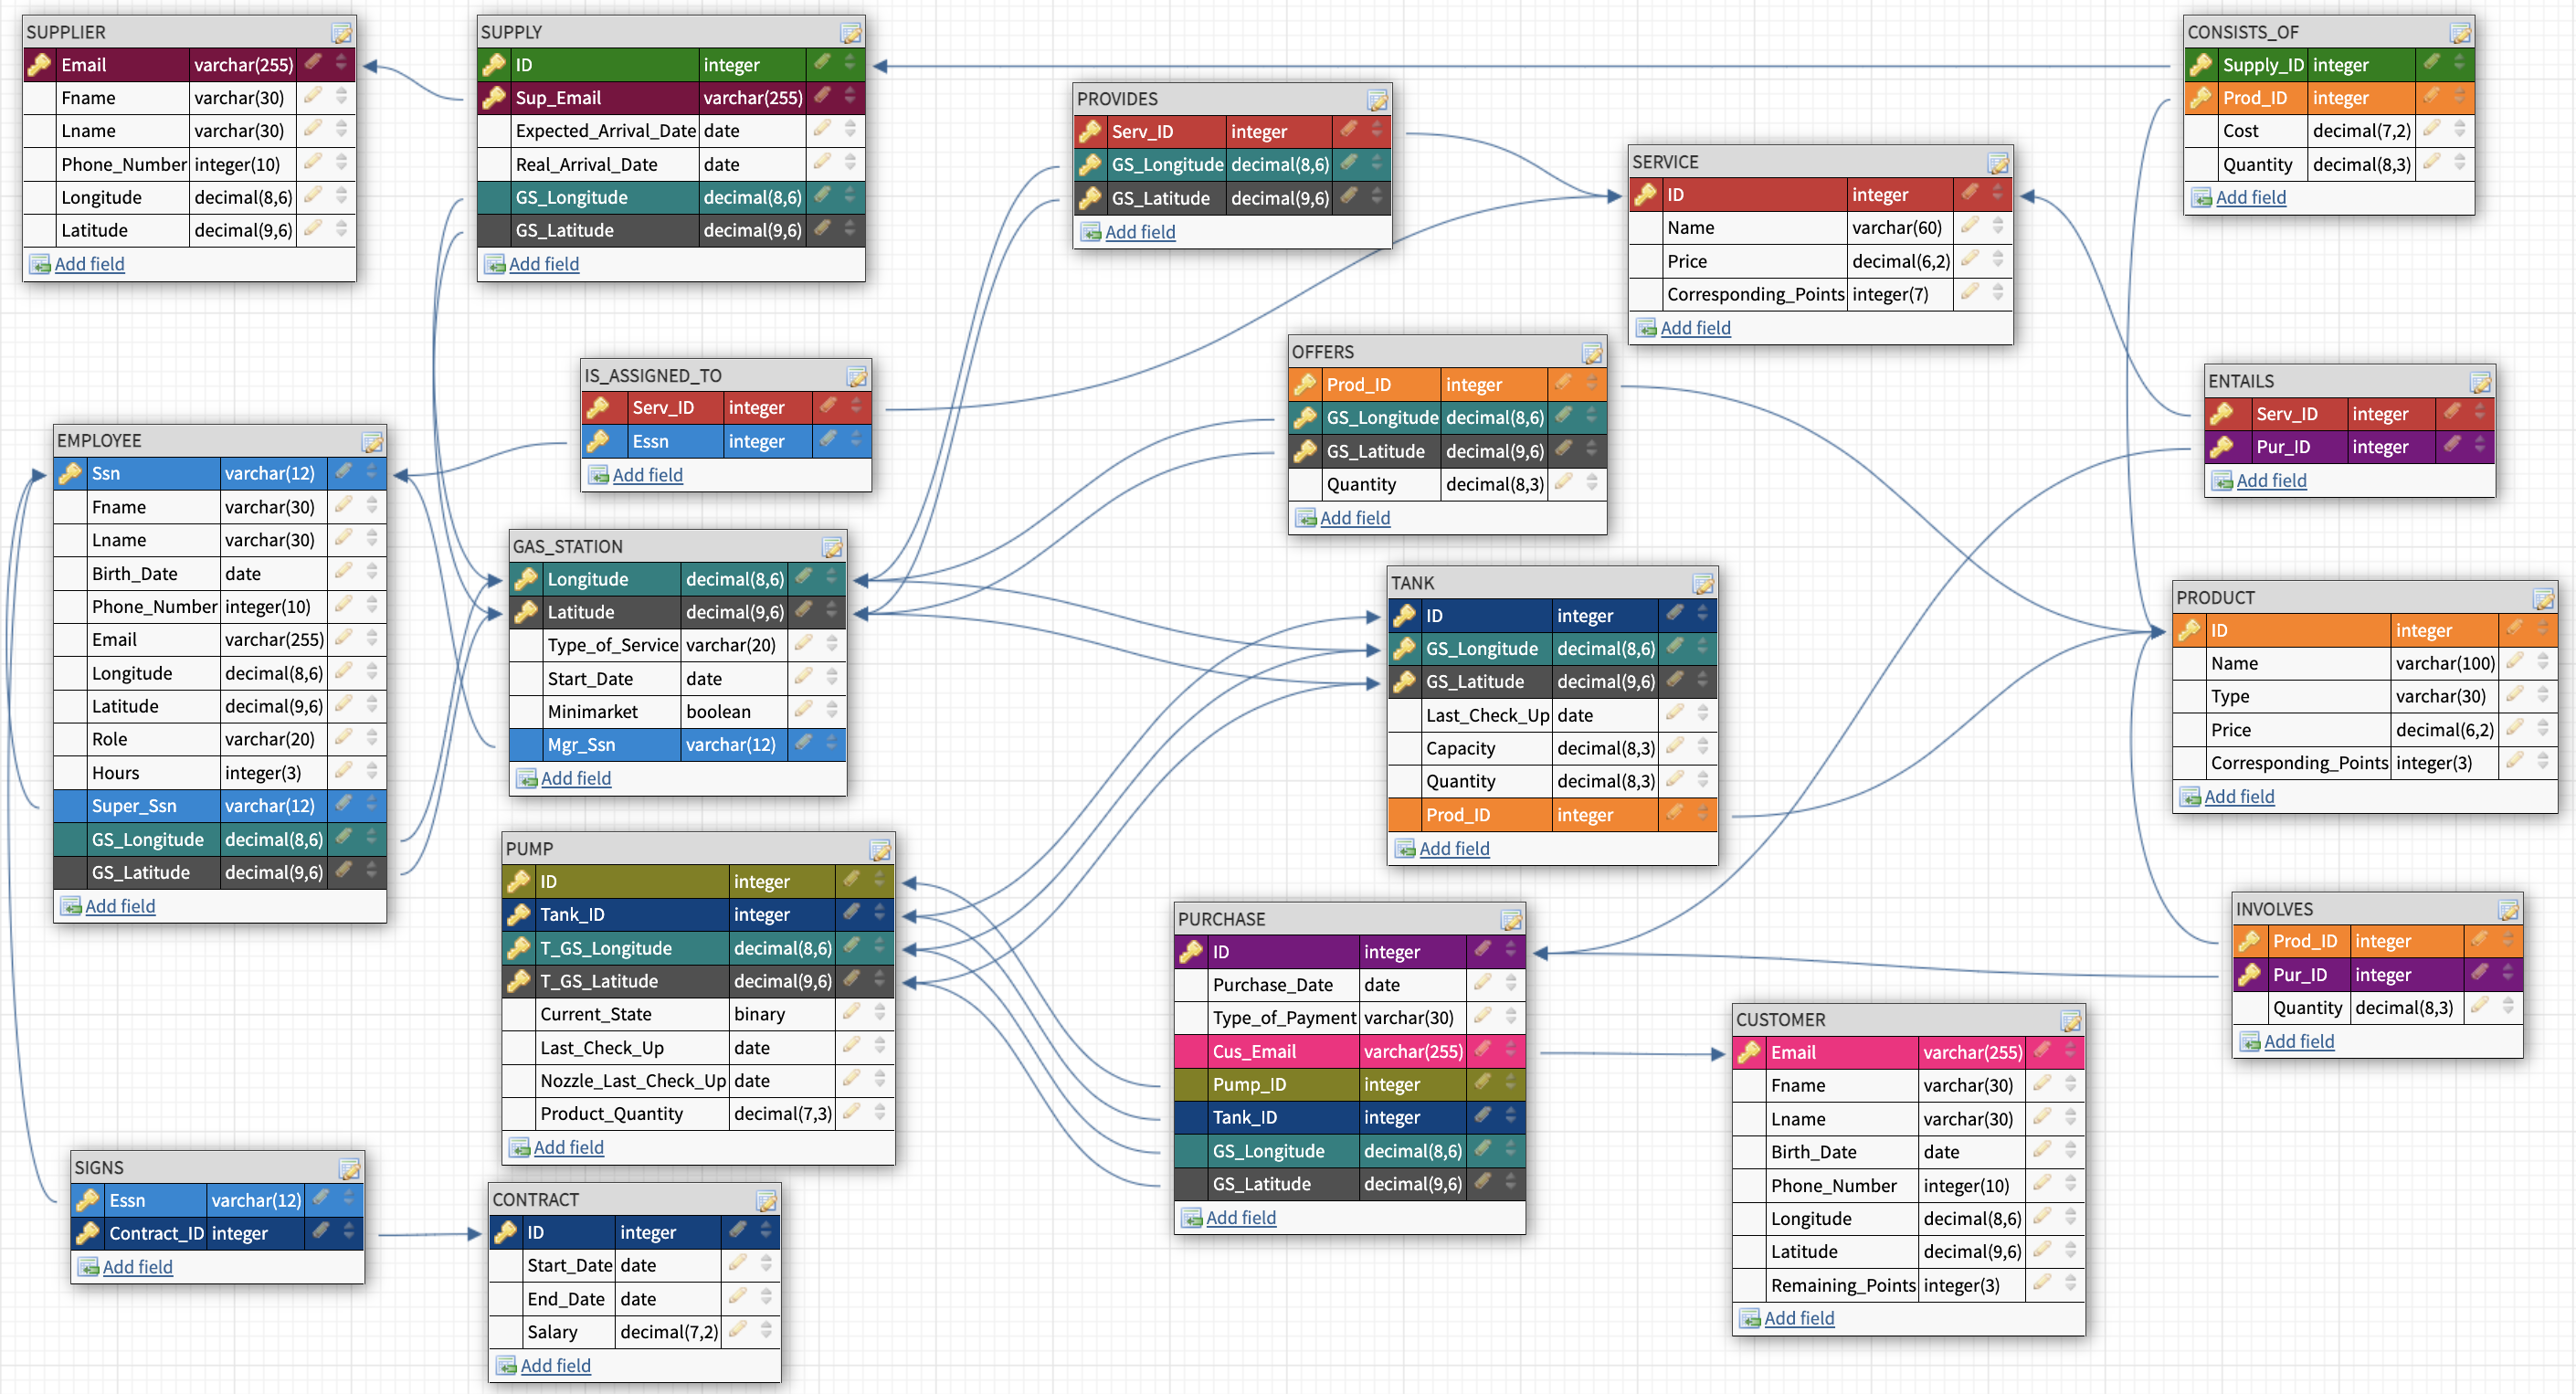 SUPPLIER
Email varchar(255)
Fname varchar(30)
Lname varchar(30)
Phone_Number integer(10)
Longitude decimal(8,6)
Latitude decimal(9,6)
Add field
SUPPLY
ID integer
Sup_Email varchar(255)
Expected_Arrival_Date date
Real_Arrival_Date date
GS_Longitude decimal(8,6)
GS_Latitude decimal(9,6)
Add field
PROVIDES
Serv_ID integer
GS_Longitude decimal(8,6)
GS_Latitude decimal(9,6)
Add field
SERVICE
ID integer
Name varchar(60)
Price decimal(6,2)
Corresponding_Points integer(7)
Add field
CONSISTS_OF
Supply_ID integer
Prod_ID integer
Cost decimal(7,2)
Quantity decimal(8,3)
Add field
IS_ASSIGNED_TO
Serv_ID integer
Essn integer
Add field
OFFERS
Prod_ID integer
GS_Longitude decimal(8,6)
GS_Latitude decimal(9,6)
Quantity decimal(8,3)
Add field
ENTAILS
Serv_ID integer
Pur_ID integer
Add field
EMPLOYEE
Ssn varchar(12)
Fname varchar(30)
Lname varchar(30)
Birth_Date date
Phone_Number integer(10)
Email varchar(255)
Longitude decimal(8,6)
Latitude decimal(9,6)
Role varchar(20)
Hours integer(3)
Super_Ssn varchar(12)
GS_Longitude decimal(8,6)
GS_Latitude decimal(9,6)
Add field
GAS_STATION
Longitude decimal(8,6)
Latitude decimal(9,6)
Type_of_Service varchar(20)
Start_Date date
Minimarket boolean
Mgr_Ssn varchar(12)
Add field
TANK
ID integer
GS_Longitude decimal(8,6)
GS_Latitude decimal(9,6)
Last_Check_Up date
Capacity decimal(8,3)
Quantity decimal(8,3)
Prod_ID integer
Add field
PRODUCT
ID integer
Name varchar(100)
Type varchar(30)
Price decimal(6,2)
Corresponding_Points integer(3)
Add field
PUMP
ID integer
Tank_ID integer
T_GS_Longitude decimal(8,6)
T_GS_Latitude decimal(9,6)
Current_State binary
Last_Check_Up date
Nozzle_Last_Check_Up date
Product_Quantity decimal(7,3)
Add field
PURCHASE
ID integer
Purchase_Date date
Type_of_Payment varchar(30)
Cus_Email varchar(255)
Pump_ID integer
Tank_ID integer
GS_Longitude decimal(8,6)
GS_Latitude decimal(9,6)
Add field
INVOLVES
Prod_ID integer
Pur_ID integer
Quantity decimal(8,3)
Add field
CUSTOMER
Email varchar(255)
Fname varchar(30)
Lname varchar(30)
Birth_Date date
Phone_Number integer(10)
Longitude decimal(8,6)
Latitude decimal(9,6)
Remaining_Points integer(3)
Add field
SIGNS
Essn varchar(12)
Contract_ID integer
Add field
CONTRACT
ID integer
Start_Date date
End_Date date
Salary decimal(7,2)
Add field